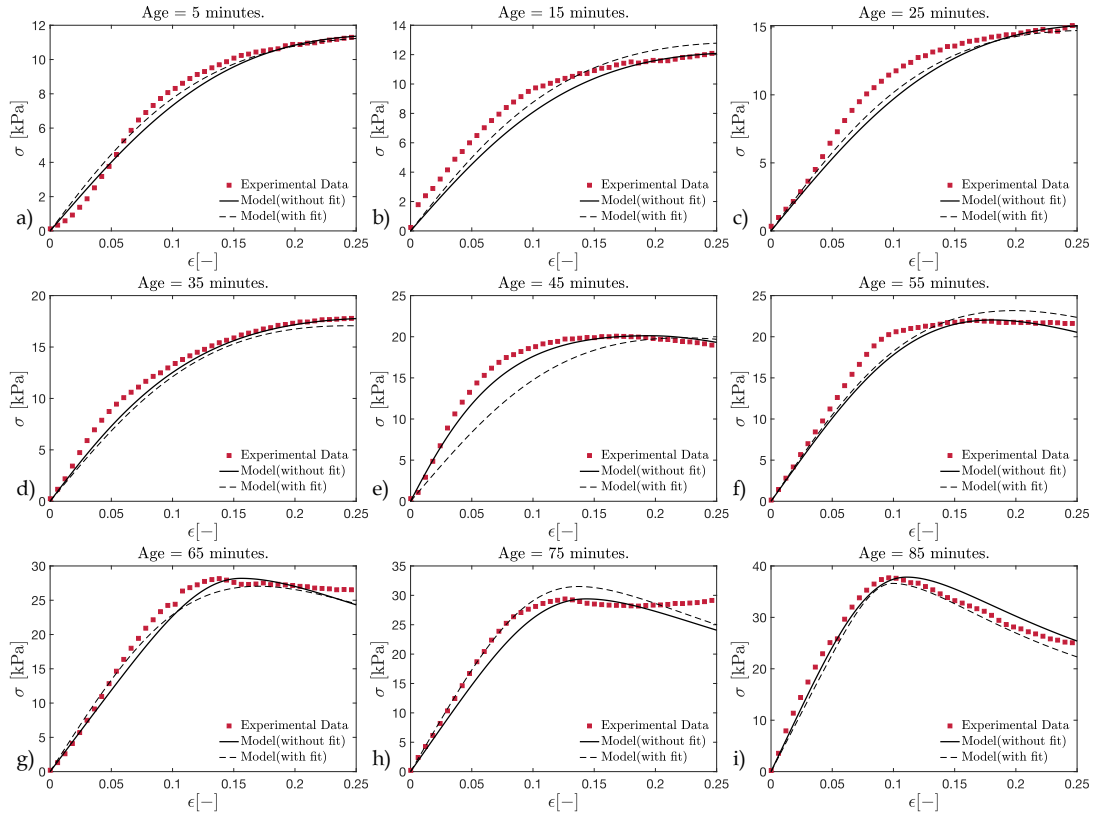 Age = 5 minutes.
12
10
8
6
4
2
0
σ [kPa]
Experimental Data
Model(without fit)
Model(with fit)
a)
0
0.05
0.1
0.15
0.2
0.25
ϵ[−]
Age = 15 minutes.
14
12
10
8
6
4
2
0
σ [kPa]
Experimental Data
Model(without fit)
Model(with fit)
b)
0
0.05
0.1
0.15
0.2
0.25
ϵ[−]
Age = 25 minutes.
15
10
5
0
σ [kPa]
Experimental Data
Model(without fit)
Model(with fit)
c)
0
0.05
0.1
0.15
0.2
0.25
ϵ[−]
Age = 35 minutes.
20
15
10
5
0
σ [kPa]
Experimental Data
Model(without fit)
Model(with fit)
d)
0
0.05
0.1
0.15
0.2
0.25
ϵ[−]
Age = 45 minutes.
25
20
15
10
5
0
σ [kPa]
Experimental Data
Model(without fit)
Model(with fit)
e)
0
0.05
0.1
0.15
0.2
0.25
ϵ[−]
Age = 55 minutes.
25
20
15
10
5
0
σ [kPa]
Experimental Data
Model(without fit)
Model(with fit)
f)
0
0.05
0.1
0.15
0.2
0.25
ϵ[−]
Age = 65 minutes.
30
25
20
15
10
5
0
σ [kPa]
Experimental Data
Model(without fit)
Model(with fit)
g)
0
0.05
0.1
0.15
0.2
0.25
ϵ[−]
Age = 75 minutes.
35
30
25
20
15
10
5
0
σ [kPa]
Experimental Data
Model(without fit)
Model(with fit)
h)
0
0.05
0.1
0.15
0.2
0.25
ϵ[−]
Age = 85 minutes.
40
30
20
10
0
σ [kPa]
Experimental Data
Model(without fit)
Model(with fit)
i)
0
0.05
0.1
0.15
0.2
0.25
ϵ[−]